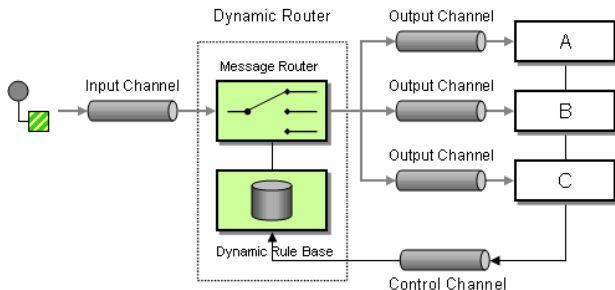 Dynamic Router
Output Channel
A
Input Channel
Message Router
Output Channel
B
Output Channel
C
Dynamic Rule Base
Control Channel